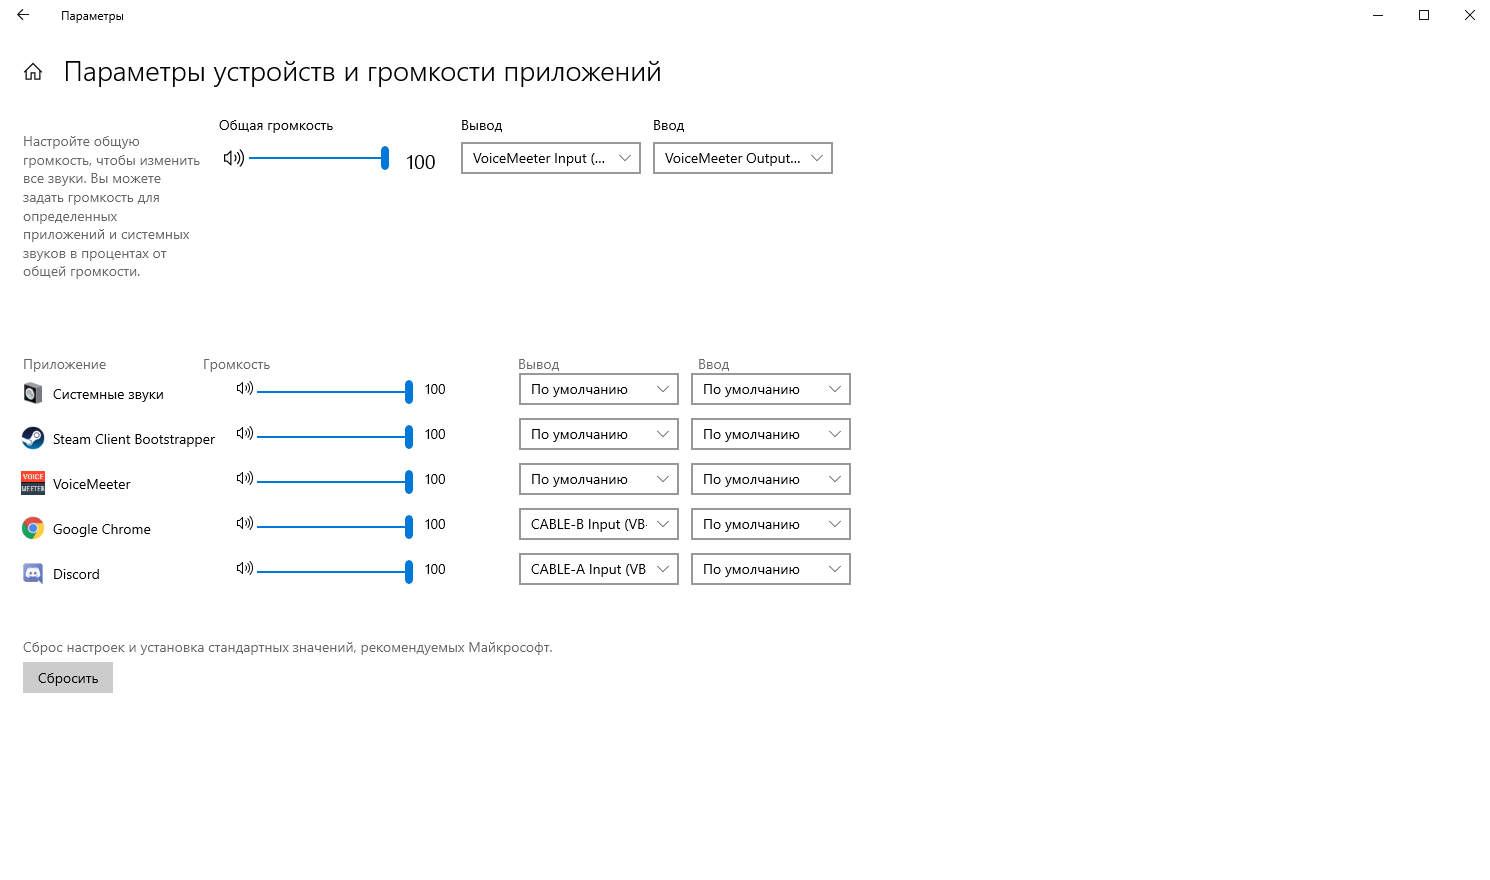 Параметры
Параметры устройств и громкости приложений
Настройте общую
громкость, чтобы изменить
все звуки. Вы можете
задать громкость для
определенных
приложений и системных
звуков в процентах от
общей громкости.
Общая громкость
100
Вывод
VoiceMeeter Input (...
Ввод
VoiceMeeter Output...
Приложение Громкость Вывод Ввод
Системные звуки 100 По умолчанию По умолчанию
Steam Client Bootstrapper 100 По умолчанию По умолчанию
VOICE
MEETER
VoiceMeeter 100 По умолчанию По умолчанию
Google Chrome 100 CABLE-B Input (VB- По умолчанию
Discord 100 CABLE-A Input (VB По умолчанию
Сброс настроек и установка стандартных значений, рекомендуемых Майкрософт.
Сбросить